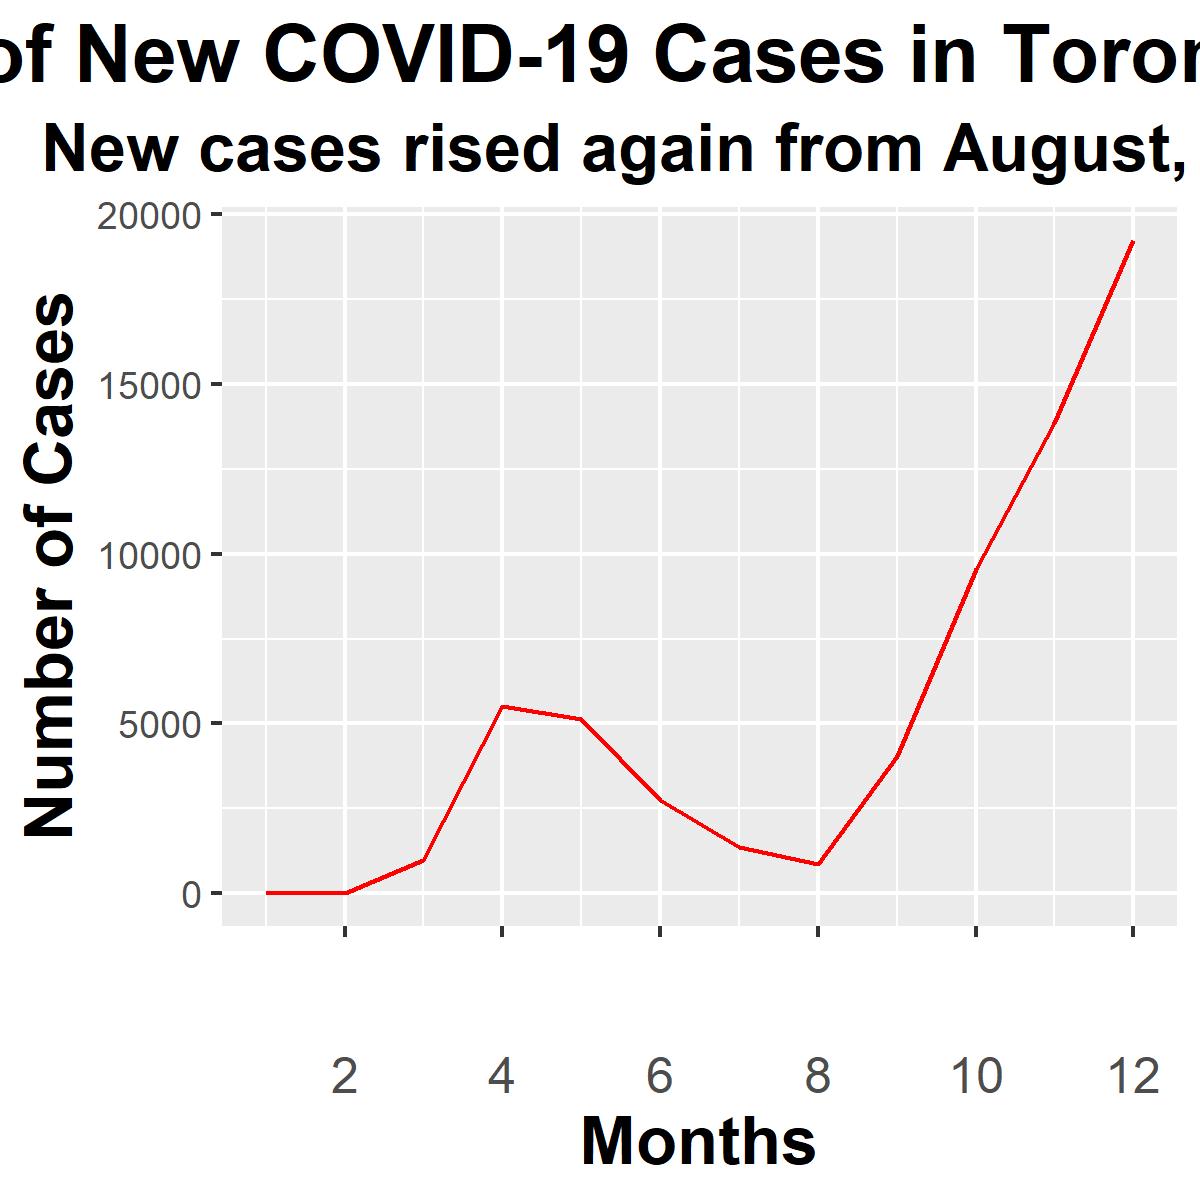 of New COVID-19 Cases in Toron
New cases rised again from August,
Number of Cases
20000
15000
10000
5000
0
2 4 6 8 10 12
Months